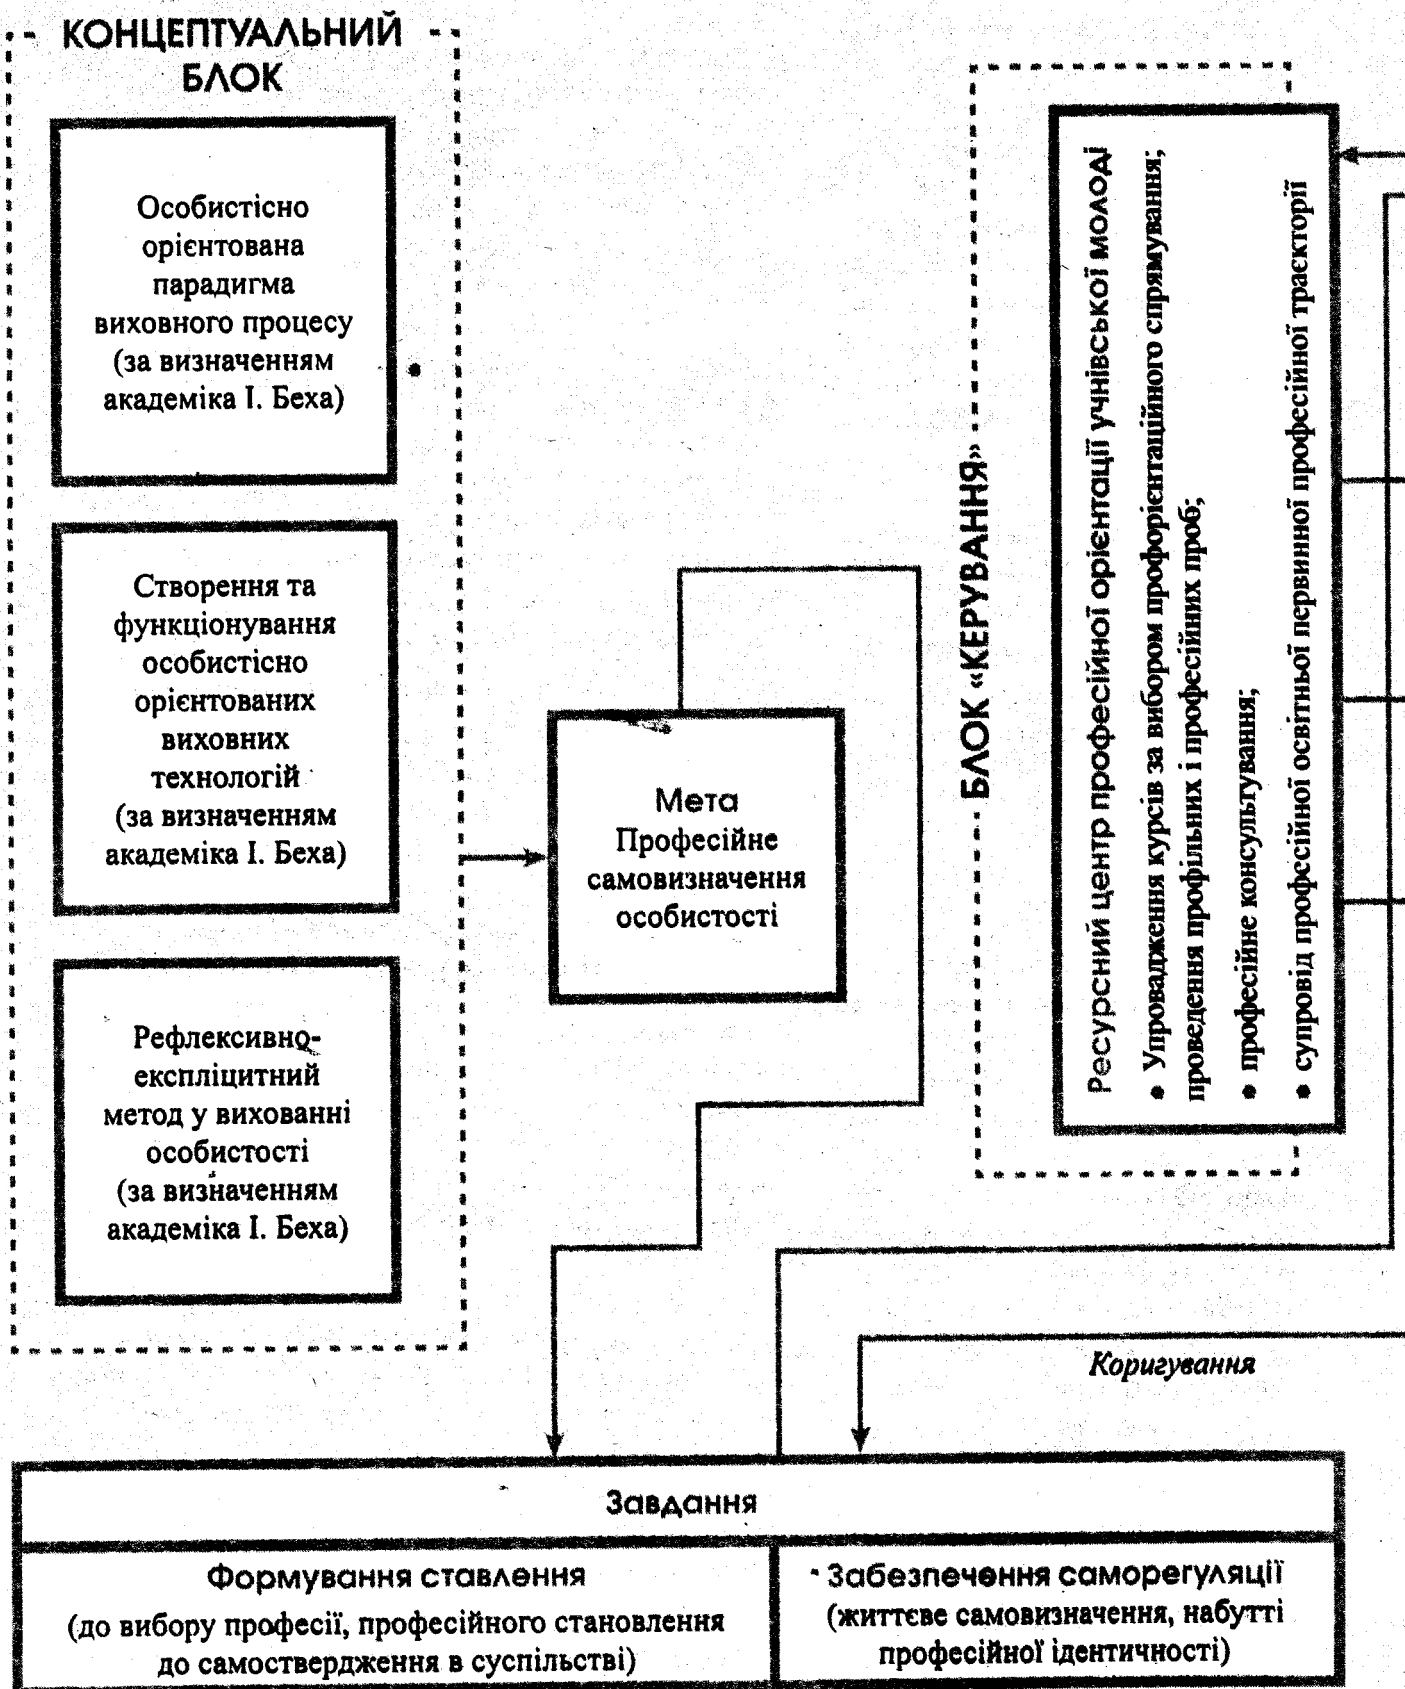 КОНЦЕПТУАЛЬНИЙ
БЛОК
Особистісно
орієнтована
парадигма
виховного процесу
(за визначенням
академіка І. Беха)
Створення та
функціонування
особистісно
орієнтованих
виховних
технологій
(за визначенням
академіка І. Беха)
Рефлексивно-
експліцитний
метод у вихованні
особистості
(за визначенням
академіка І. Беха)
Мета
Професійне
самовизначення
особистості
БЛОК «КЕРУВАННЯ»
Ресурсний центр професійної орієнтації учнівської молоді
• Упровадження курсів за вибором профорієнтаційного спрямування;
проведення профільних і професійних проб;
• професійне консультування;
• супровід професійної освітньої первинної професійної траєкторії
Коригування
Завдання
Формування ставлення
(до вибору професії, професійного становлення
до самоствердження в суспільстві)
Забезпечення саморегуляції
(життєве самовизначення, набутті
професійної ідентичності)